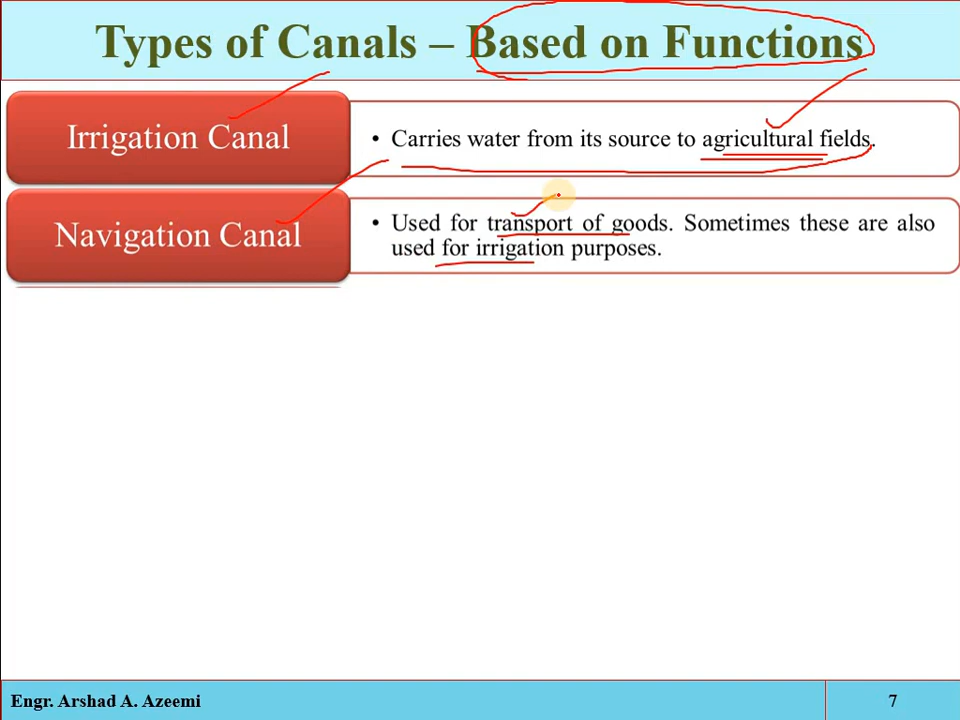 Types of Canals – Based on Functions
Irrigation Canal
• Carries water from its source to agricultural fields.
Navigation Canal
• Used for transport of goods. Sometimes these are also
used for irrigation purposes.
Engr. Arshad A. Azeemi
7